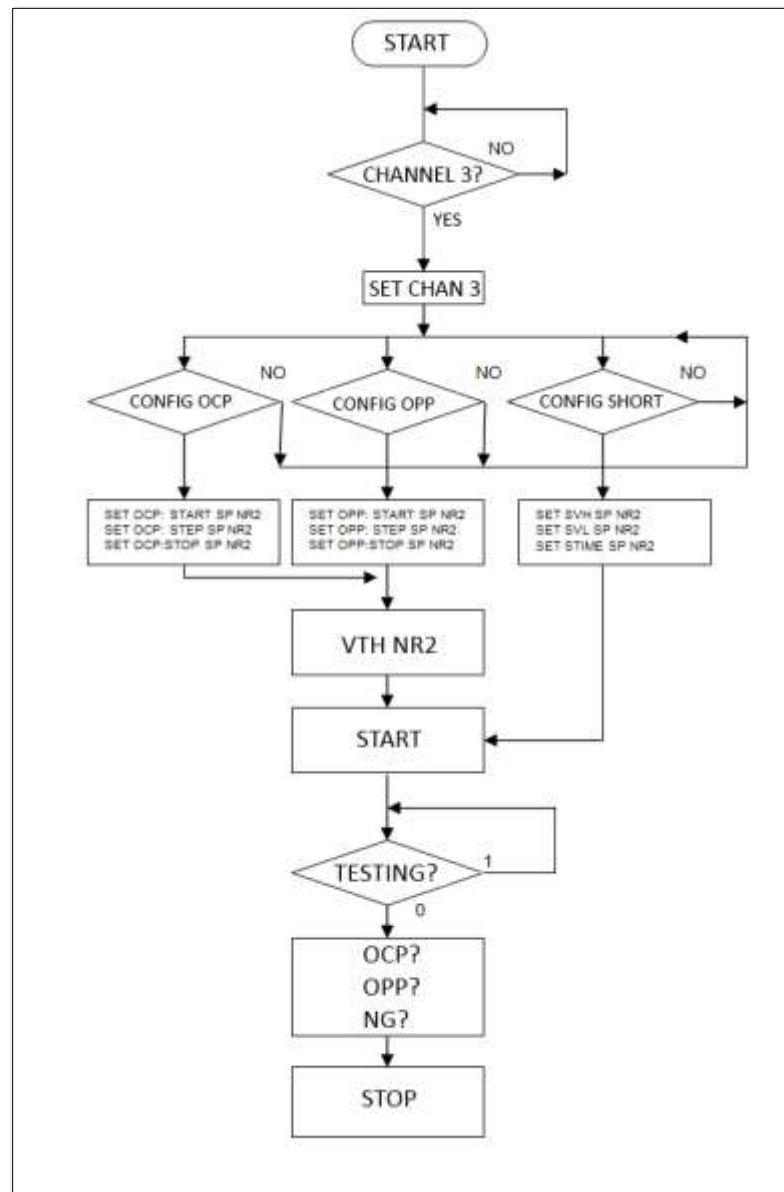 START
NO
CHANNEL 3?
YES
SET CHAN 3
NO
NO
NO
CONFIG OCP
CONFIG OPP
CONFIG SHORT
SET OCP: START SP NR2
SET OCP: STEP SP NR2
SET OCP:STOP SP NR2
SET OPP: START SP NR2
SET OPP: STEP SP NR2
SET OPP:STOP SP NR2
SET SVH SP NR2
SET SVL SP NR2
SET STIME SP NR2
VTH NR2
START
TESTING?
1
0
OCP?
OPP?
NG?
STOP